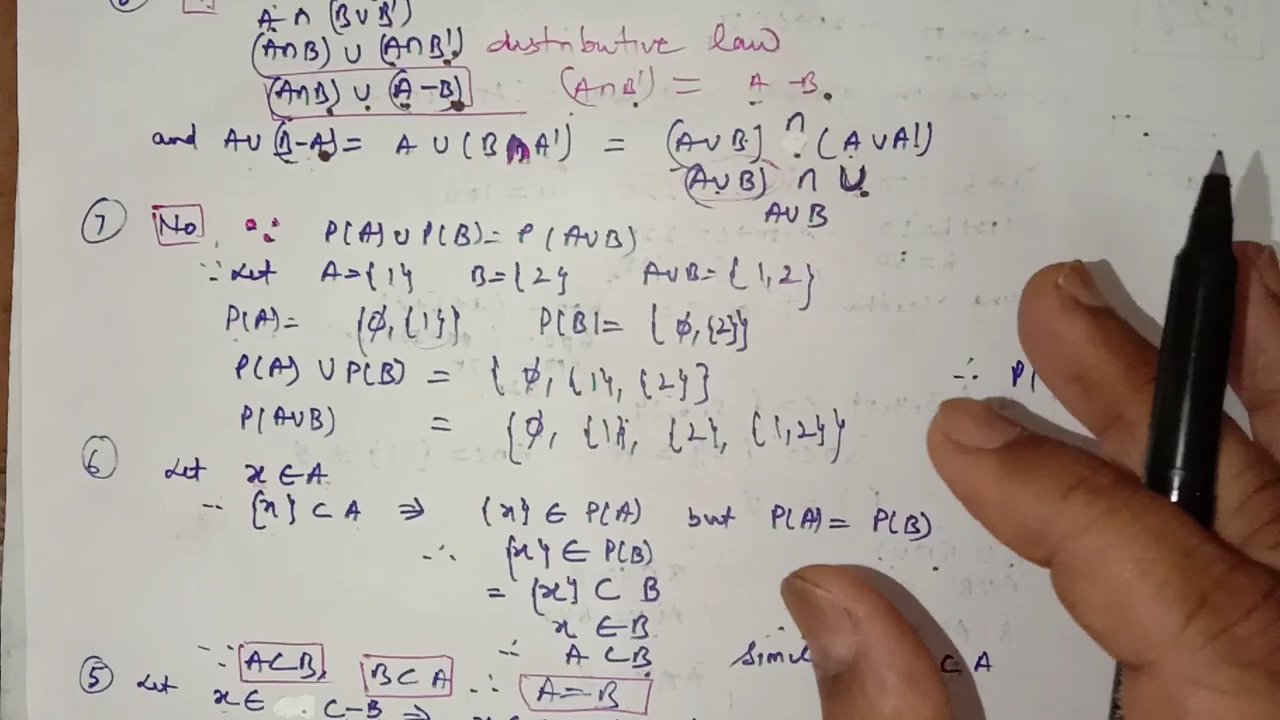 A ∩ (B ∪ B')
(A∩B) ∪ (A∩B') distributive law
(A∩B) ∪ (A-B) (A∩B') = A-B.
and A∪(B-A)= A ∪ (B∩A') = (A∪B) ∩ (A∪A')
(A∪B) ∩ U
A∪B
⑦ No ∵ P(A)∪P(B)= P(A∪B)
∵ Let A={1} B={2} A∪B={1,2}
P(A)= {∅,{1}} P(B)= {∅,{2}}
P(A) ∪P(B) = {∅, {1}, {2}} ∴ P(
P(A∪B) = {∅, {1}, {2}, {1,2}}
⑥ Let x∈A
{x}⊂A ⇒ {x} ∈ P(A) but P(A)= P(B)
∴ {x} ∈ P(B)
= {x} ⊂ B
x ∈B
∴ A⊂B Simil ⊂ A
∵ A⊂B, B⊂A ∴ A=B
⑤ Let x∈ C-B ⇒